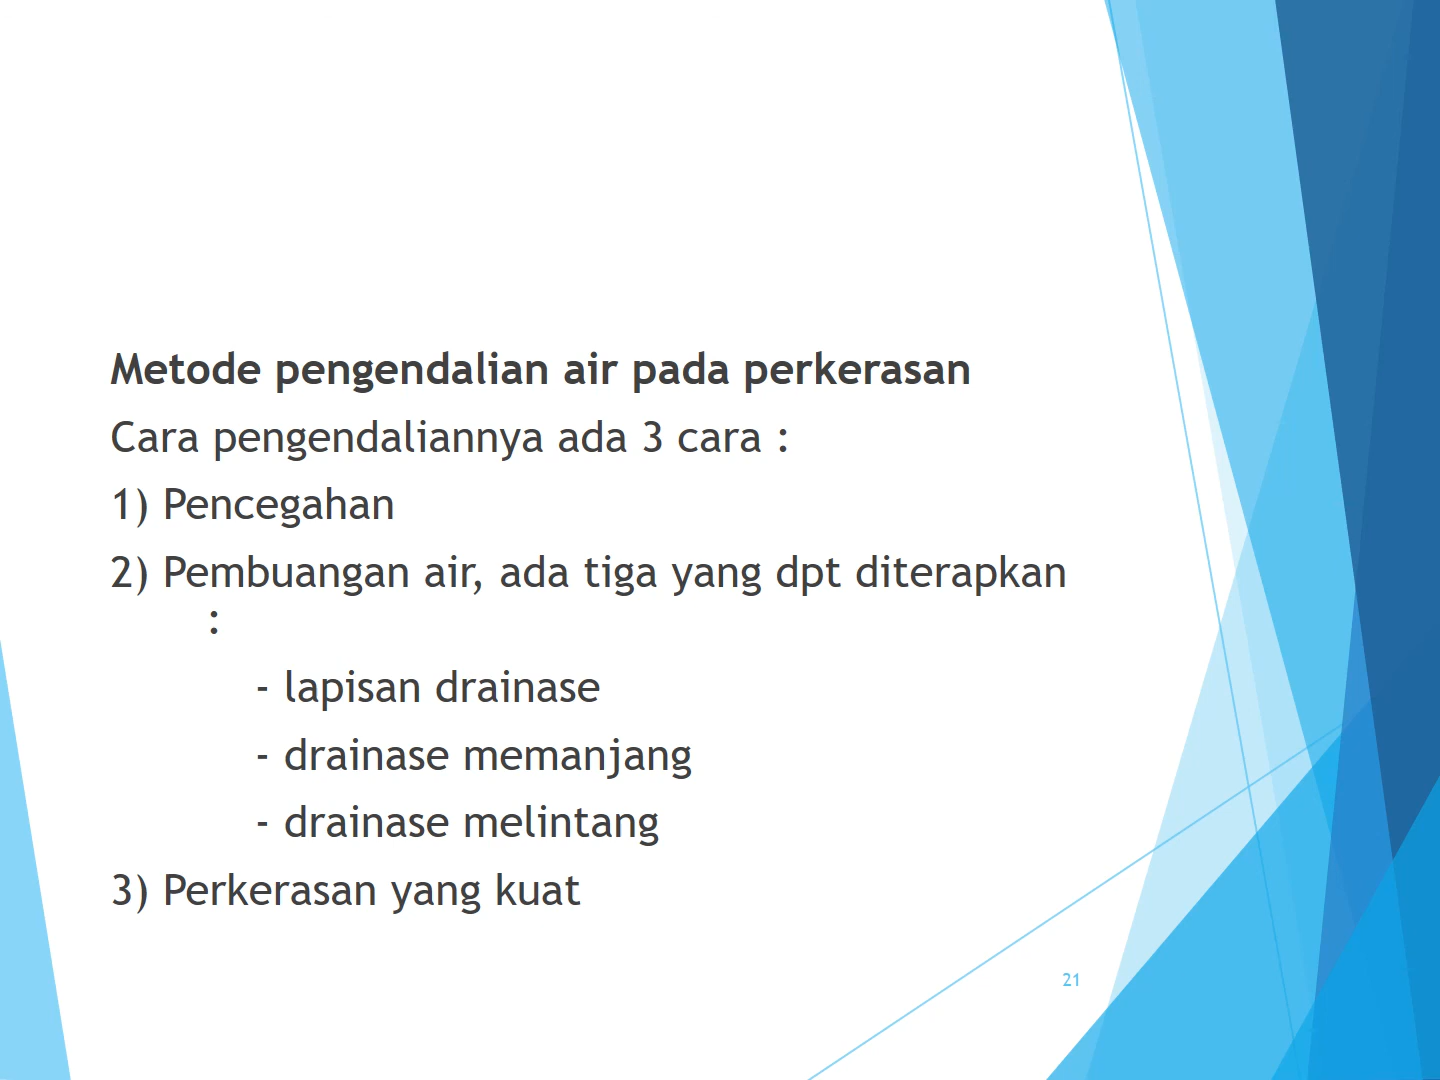 Metode pengendalian air pada perkerasan
Cara pengendaliannya ada 3 cara :
1) Pencegahan
2) Pembuangan air, ada tiga yang dpt diterapkan
:
- lapisan drainase
- drainase memanjang
- drainase melintang
3) Perkerasan yang kuat
21